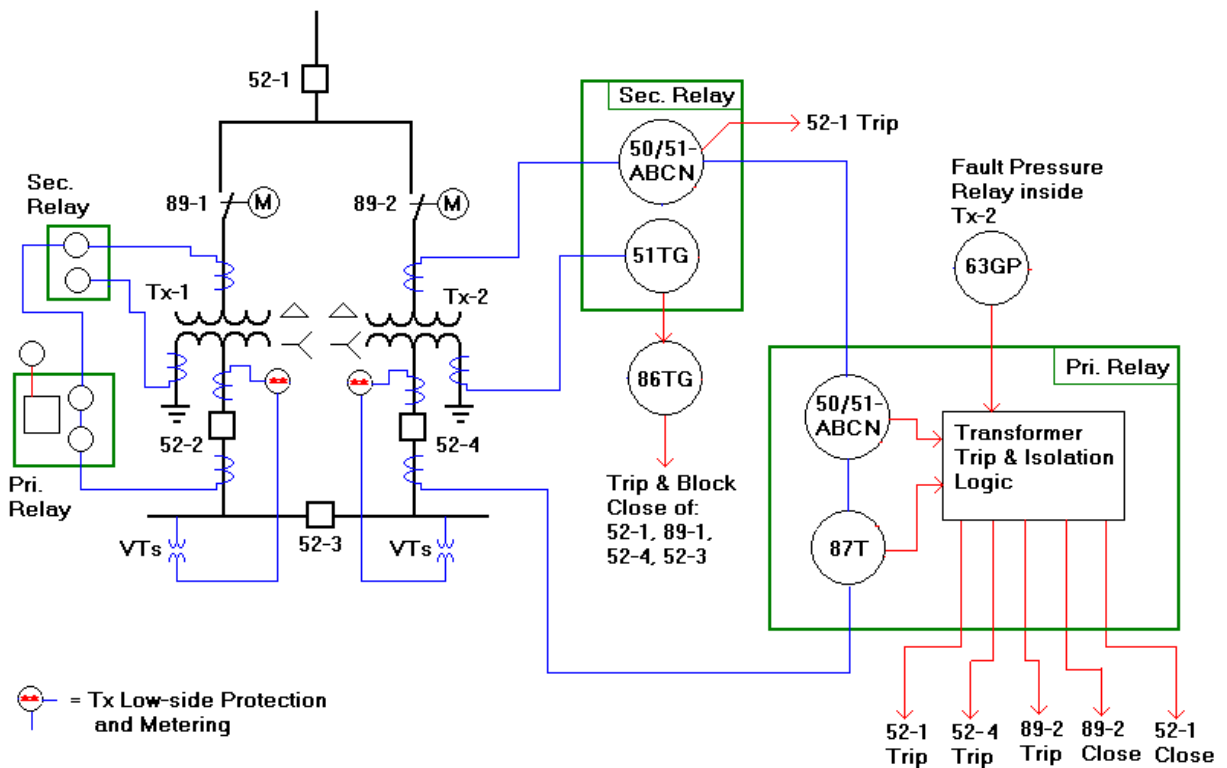 52-1
Sec. Relay
50/51-
ABCN
52-1 Trip
Fault Pressure
Relay inside
Tx-2
63GP
Sec.
Relay
89-1
M
89-2
M
51TG
Tx-1
Tx-2
86TG
Pri. Relay
50/51-
ABCN
Transformer
Trip & Isolation
Logic
**
**
52-2
52-4
Pri.
Relay
Trip & Block
Close of:
52-1, 89-1,
52-4, 52-3
52-3
VTs
VTs
87T
** = Tx Low-side Protection
and Metering
52-1
Trip
52-4
Trip
89-2
Trip
89-2
Close
52-1
Close